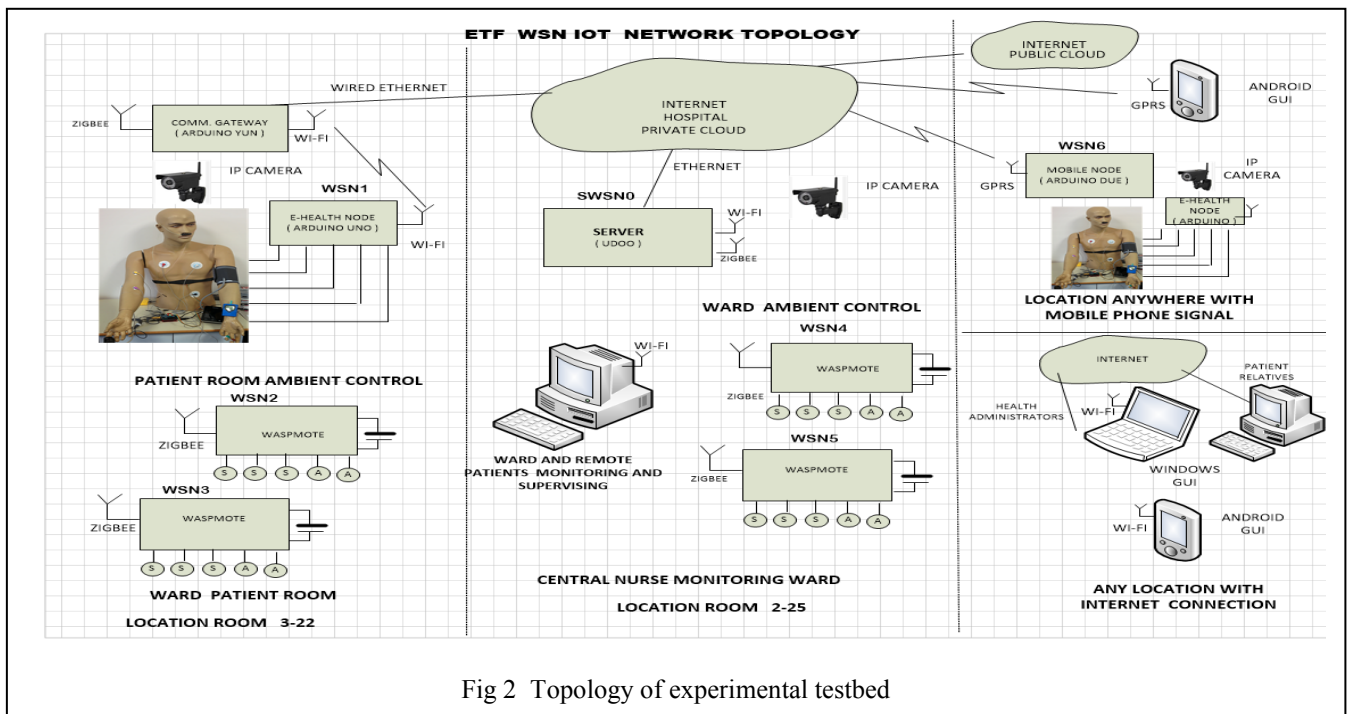 ETF WSN IOT NETWORK TOPOLOGY
WIRED ETHERNET
ZIGBEE
COMM. GATEWAY
( ARDUINO YUN )
WI-FI
IP CAMERA
WSN1
E-HEALTH NODE
( ARDUINO UNO )
WI-FI
PATIENT ROOM AMBIENT CONTROL
WSN2
ZIGBEE
WASPMOTE
S S S A A
WSN3
ZIGBEE
WASPMOTE
S S S A A
WARD PATIENT ROOM
LOCATION ROOM 3-22
INTERNET
HOSPITAL
PRIVATE CLOUD
ETHERNET
SWSN0
SERVER
( UDOO )
WI-FI
ZIGBEE
IP CAMERA
WARD AMBIENT CONTROL
WSN4
WI-FI
ZIGBEE
WASPMOTE
S S S A A
WSN5
ZIGBEE
WASPMOTE
S S S A A
WARD AND REMOTE
PATIENTS MONITORING AND
SUPERVISING
CENTRAL NURSE MONITORING WARD
LOCATION ROOM 2-25
INTERNET
PUBLIC CLOUD
GPRS
ANDROID
GUI
WSN6
GPRS
MOBILE NODE
( ARDUINO DUE )
IP
CAMERA
E-HEALTH
NODE
( ARDUINO )
LOCATION ANYWHERE WITH
MOBILE PHONE SIGNAL
INTERNET
PATIENT
RELATIVES
HEALTH
ADMINISTRATORS
WI-FI
WINDOWS
GUI
WI-FI
ANDROID
GUI
ANY LOCATION WITH
INTERNET CONNECTION
Fig 2 Topology of experimental testbed